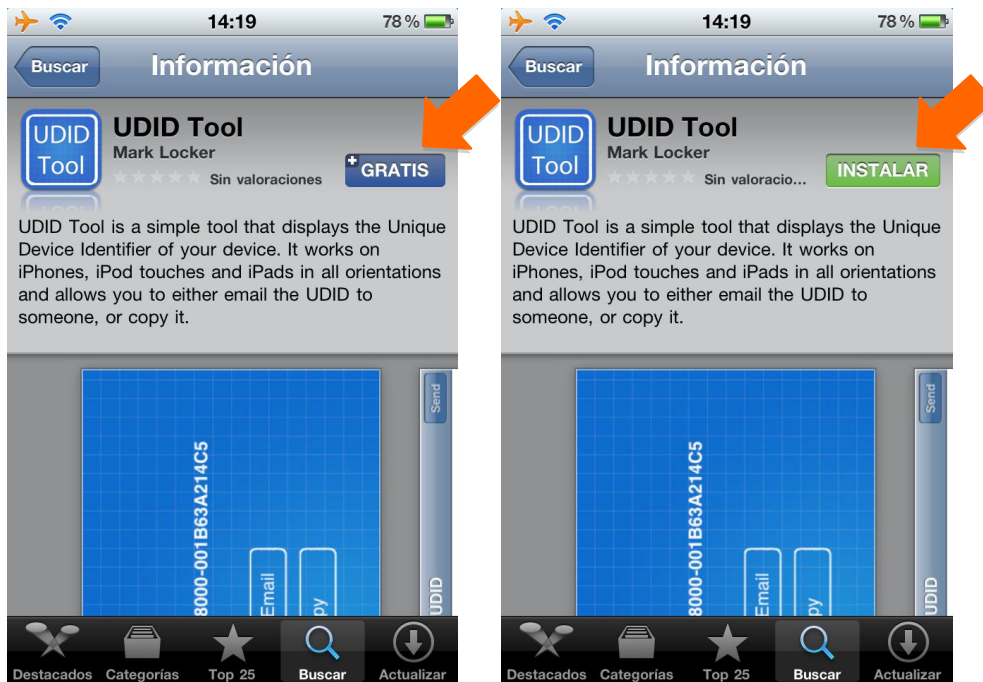 14:19
78 %
Buscar
Información
UDID
Tool
UDID Tool
Mark Locker
Sin valoraciones
GRATIS
UDID Tool is a simple tool that displays the Unique
Device Identifier of your device. It works on
iPhones, iPod touches and iPads in all orientations
and allows you to either email the UDID to
someone, or copy it.
8000-001B63A214C5
Email
py
Send
UDID
Destacados
Categorías
Top 25
Buscar
Actualizar
14:19
78 %
Buscar
Información
UDID
Tool
UDID Tool
Mark Locker
Sin valoracio...
INSTALAR
UDID Tool is a simple tool that displays the Unique
Device Identifier of your device. It works on
iPhones, iPod touches and iPads in all orientations
and allows you to either email the UDID to
someone, or copy it.
8000-001B63A214C5
Email
py
Send
UDID
Destacados
Categorías
Top 25
Buscar
Actualizar